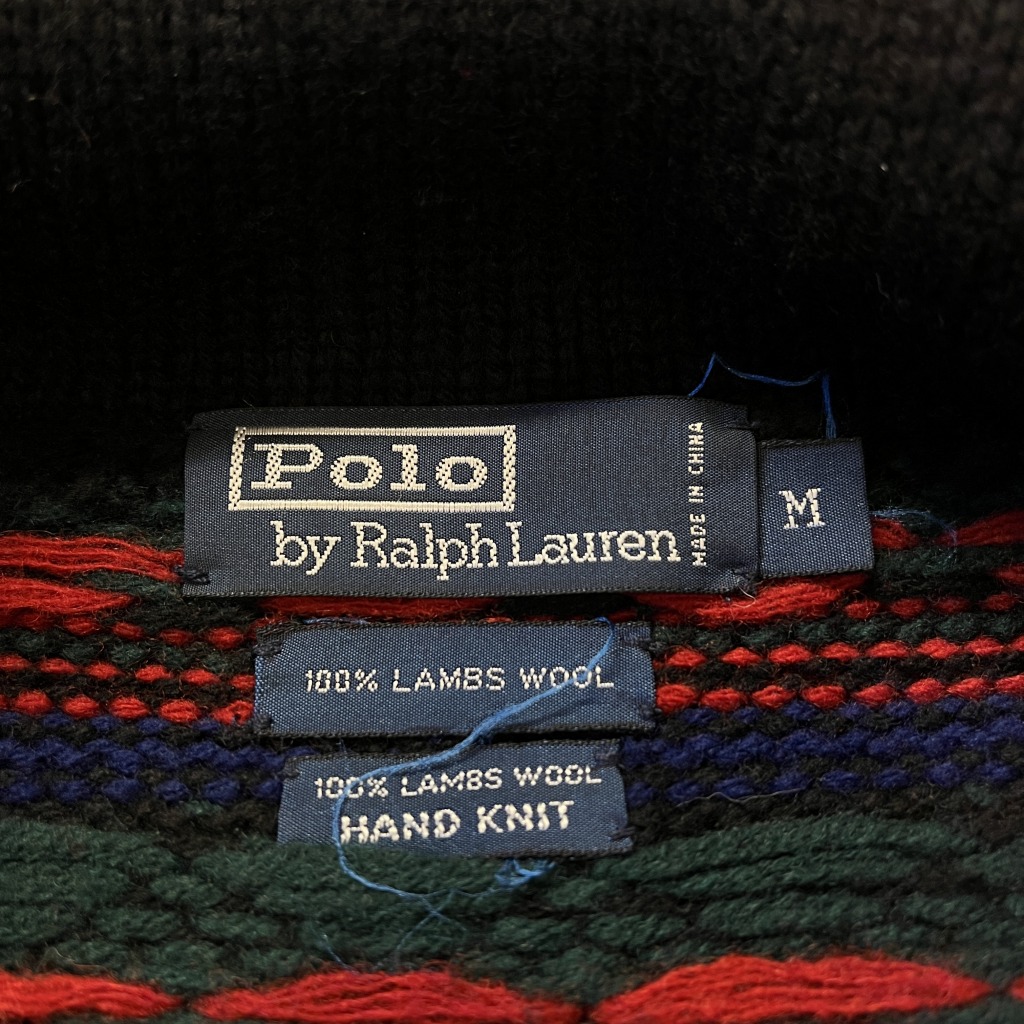 Polo
by Ralph Lauren
MADE IN CHINA
M
100% LAMBS WOOL
100% LAMBS WOOL
HAND KNIT